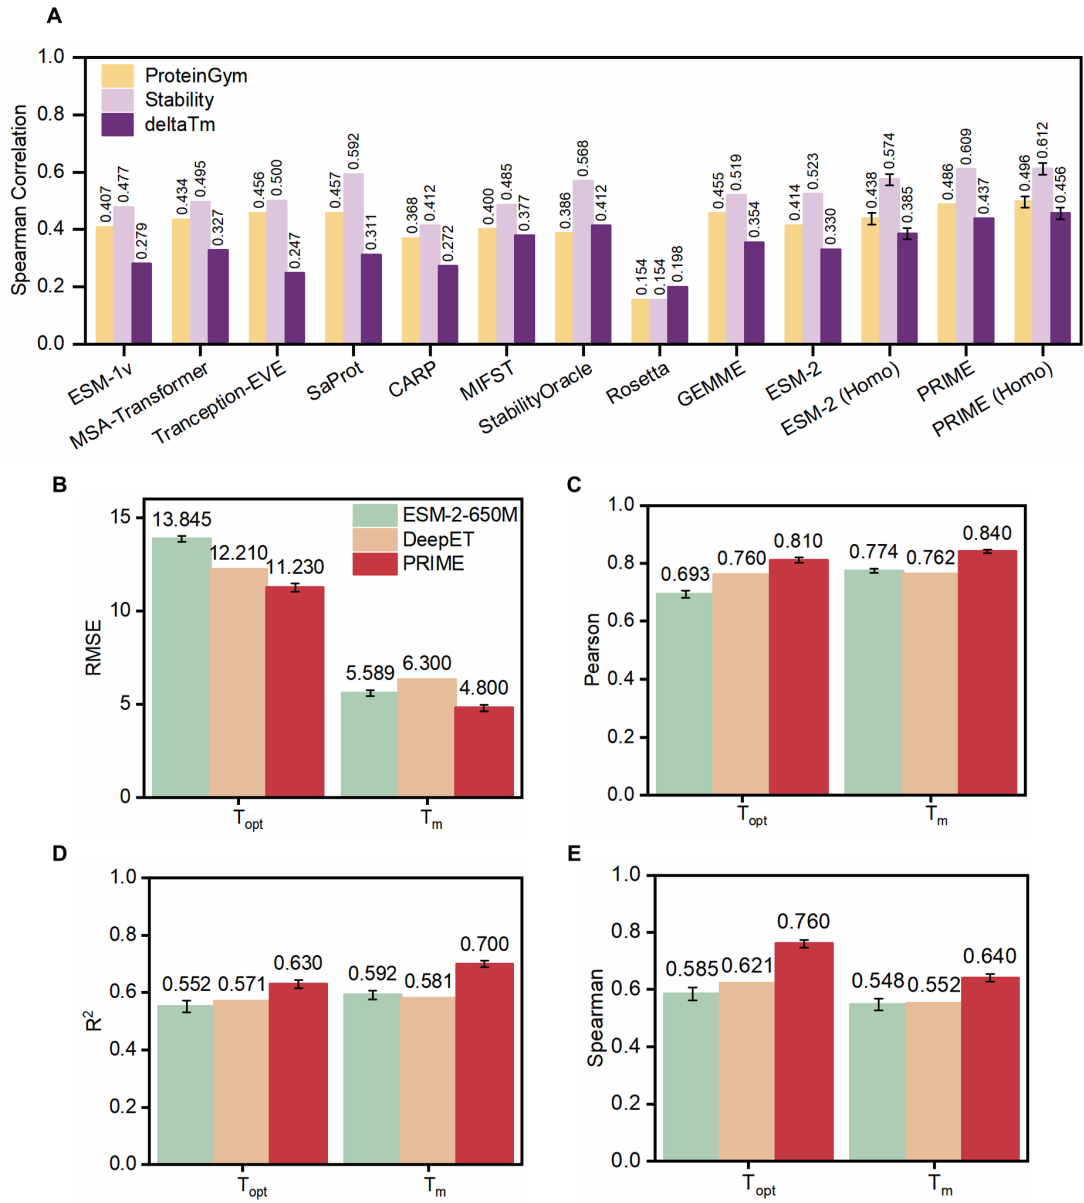 A
Spearman Correlation
1.0
0.8
0.6
0.4
0.2
0.0
ProteinGym
Stability
deltaTm
0.407 0.477 0.279
0.434 0.495 0.327
0.456 0.500 0.247
0.457 0.592 0.311
0.368 0.412 0.272
0.400 0.485 0.377
0.386 0.568 0.412
0.154 0.154 0.198
0.455 0.519 0.354
0.414 0.523 0.330
0.438 0.574 0.385
0.486 0.609 0.437
0.496 0.612 0.456
ESM-1v
MSA-Transformer
Tranception-EVE
SaProt
CARP
MIFST
StabilityOracle
Rosetta
GEMME
ESM-2
ESM-2 (Homo)
PRIME
PRIME (Homo)
B
RMSE
15
10
5
0
ESM-2-650M
DeepET
PRIME
13.845 12.210 11.230
5.589 6.300 4.800
Topt Tm
C
Pearson
1.0
0.8
0.6
0.4
0.2
0.0
0.693 0.760 0.810
0.774 0.762 0.840
Topt Tm
D
R2
1.0
0.8
0.6
0.4
0.2
0.0
0.552 0.571 0.630
0.592 0.581 0.700
Topt Tm
E
Spearman
1.0
0.8
0.6
0.4
0.2
0.0
0.585 0.621 0.760
0.548 0.552 0.640
Topt Tm